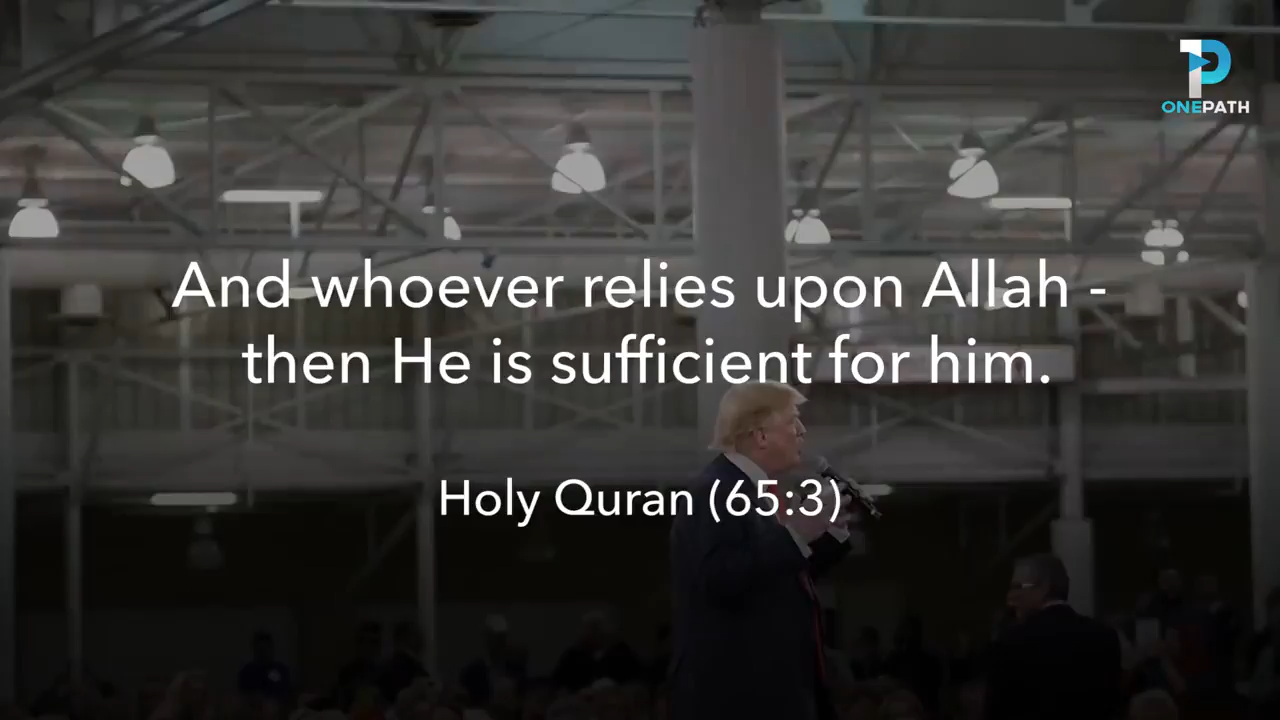 ONEPATH
And whoever relies upon Allah -
then He is sufficient for him.
Holy Quran (65:3)